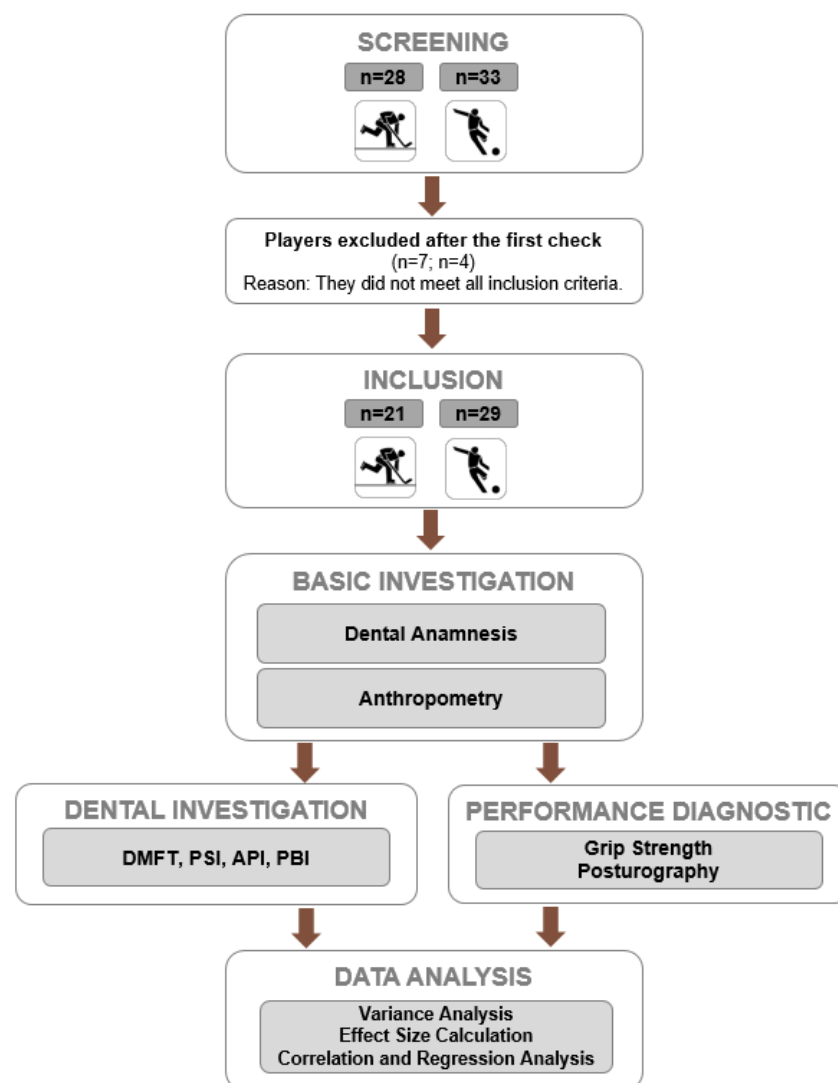 SCREENING
n=28 n=33
Players excluded after the first check
(n=7; n=4)
Reason: They did not meet all inclusion criteria.
INCLUSION
n=21 n=29
BASIC INVESTIGATION
Dental Anamnesis
Anthropometry
DENTAL INVESTIGATION
DMFT, PSI, API, PBI
PERFORMANCE DIAGNOSTIC
Grip Strength
Posturography
DATA ANALYSIS
Variance Analysis
Effect Size Calculation
Correlation and Regression Analysis